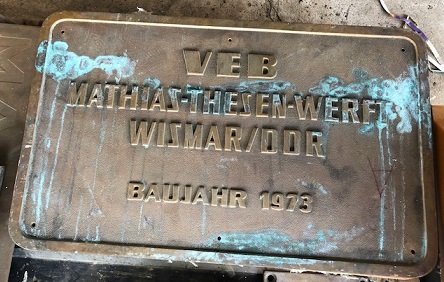 VEB
MATHIAS-THESEN-WERFT
WISMAR/DDR
BAUJAHR 1973